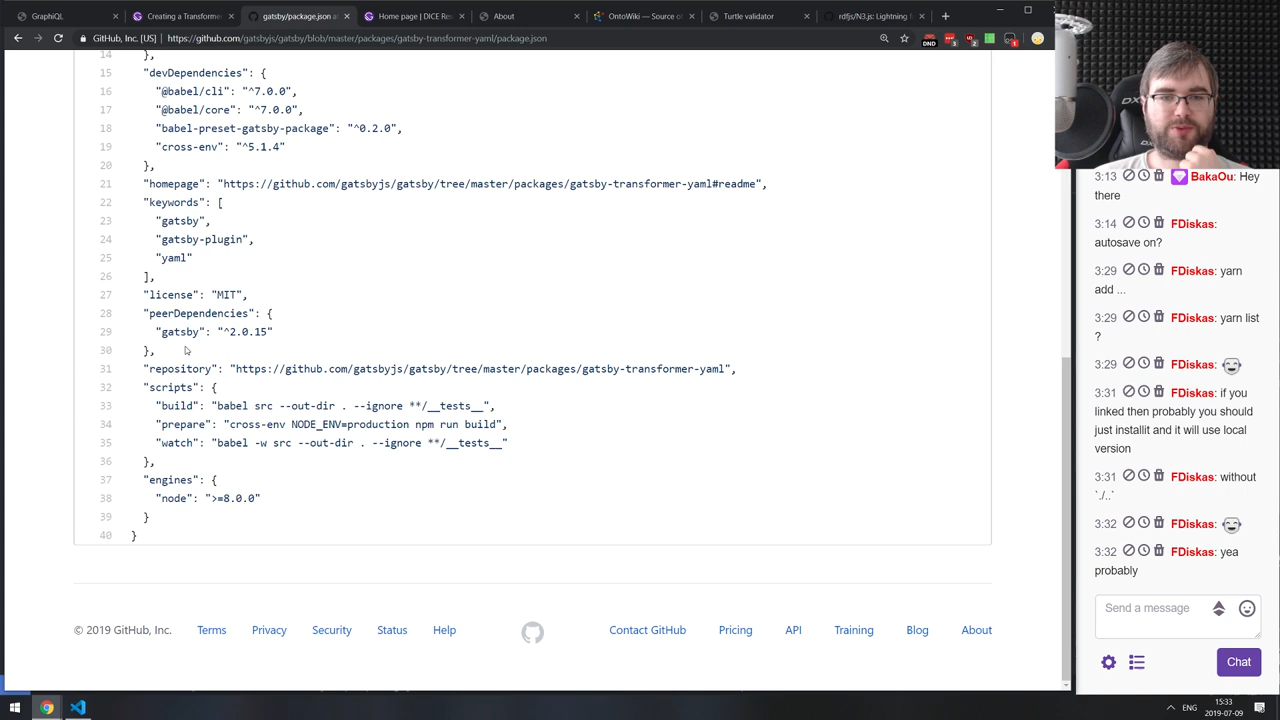 GraphiQL
Creating a Transformer
gatsby/package.json a
Home page | DICE Res
About
OntoWiki — Source of
Turtle validator
rdfjs/N3.js: Lightning f
GitHub, Inc. [US]
https://github.com/gatsbyjs/gatsby/blob/master/packages/gatsby-transformer-yaml/package.json
14 },
15 "devDependencies": {
16 "@babel/cli": "^7.0.0",
17 "@babel/core": "^7.0.0",
18 "babel-preset-gatsby-package": "^0.2.0",
19 "cross-env": "^5.1.4"
20 },
21 "homepage": "https://github.com/gatsbyjs/gatsby/tree/master/packages/gatsby-transformer-yaml#readme",
22 "keywords": [
23 "gatsby",
24 "gatsby-plugin",
25 "yaml"
26 ],
27 "license": "MIT",
28 "peerDependencies": {
29 "gatsby": "^2.0.15"
30 },
31 "repository": "https://github.com/gatsbyjs/gatsby/tree/master/packages/gatsby-transformer-yaml",
32 "scripts": {
33 "build": "babel src --out-dir . --ignore **/__tests__",
34 "prepare": "cross-env NODE_ENV=production npm run build",
35 "watch": "babel -w src --out-dir . --ignore **/__tests__"
36 },
37 "engines": {
38 "node": ">=8.0.0"
39 }
40 }
© 2019 GitHub, Inc. Terms Privacy Security Status Help Contact GitHub Pricing API Training Blog About
3:13 BakaOu: Hey
there
3:14 FDiskas:
autosave on?
3:29 FDiskas: yarn
add ...
3:29 FDiskas: yarn list
?
3:29 FDiskas:
3:31 FDiskas: if you
linked then probably you should
just installit and it will use local
version
3:31 FDiskas: without
`./..`
3:32 FDiskas:
3:32 FDiskas: yea
probably
Send a message
Chat
ENG
15:33
2019-07-09